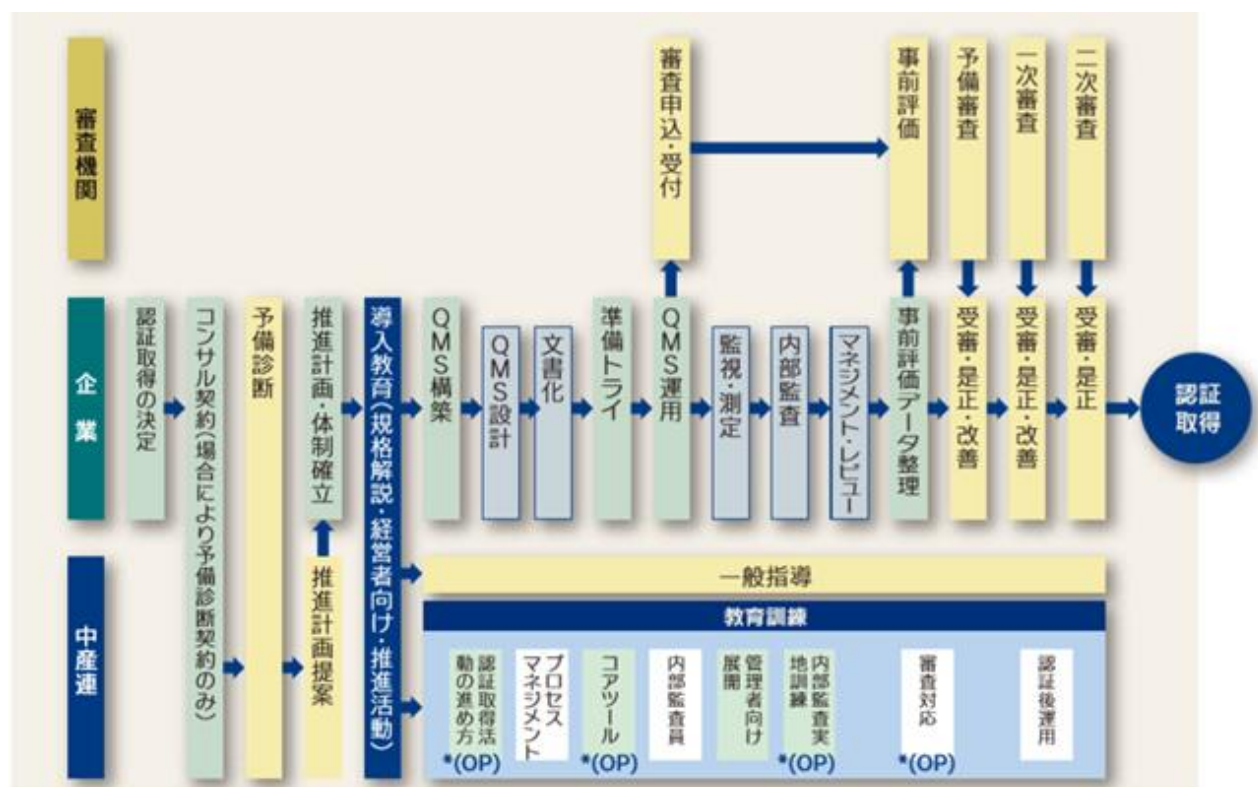 審査機関
審査申込・受付
事前評価
予備審査
一次審査
二次審査
企業
認証取得の決定
コンサル契約(場合により予備診断契約のみ)
予備診断
推進計画・体制確立
導入教育(規格解説・経営者向け・推進活動)
QMS構築
QMS設計
文書化
準備トライ
QMS運用
監視・測定
内部監査
マネジメント・レビュー
事前評価データ整理
受審・是正・改善
受審・是正・改善
受審・是正
認証
取得
中産連
推進計画提案
一般指導
教育訓練
認証取得活
動の進め方
*(OP)
プロセス
マネジメント
コアツール
*(OP)
内部監査員
管理者向け
展開
内部監査実
地訓練
*(OP)
審査対応
*(OP)
認証後運用